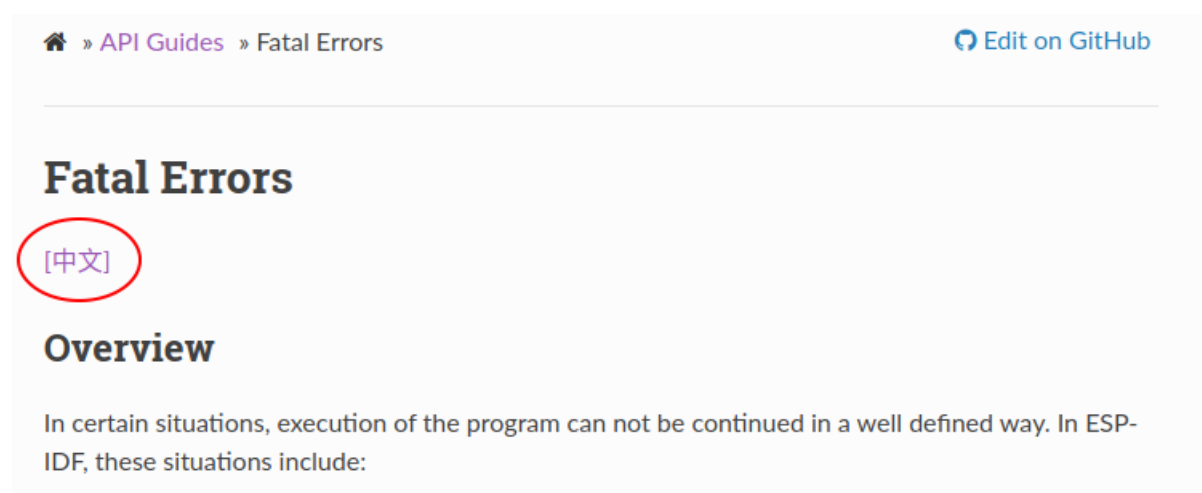 » API Guides » Fatal Errors
Edit on GitHub
Fatal Errors
[中文]
Overview
In certain situations, execution of the program can not be continued in a well defined way. In ESP-
IDF, these situations include: